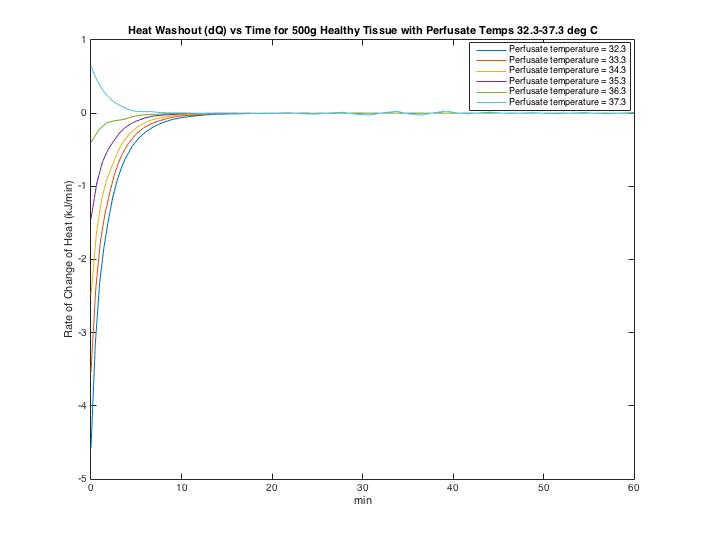 Heat Washout (dQ) vs Time for 500g Healthy Tissue with Perfusate Temps 32.3-37.3 deg C
Perfusate temperature = 32.3
Perfusate temperature = 33.3
Perfusate temperature = 34.3
Perfusate temperature = 35.3
Perfusate temperature = 36.3
Perfusate temperature = 37.3
Rate of Change of Heat (kJ/min)
1
0
-1
-2
-3
-4
-5
0 10 20 30 40 50 60
min